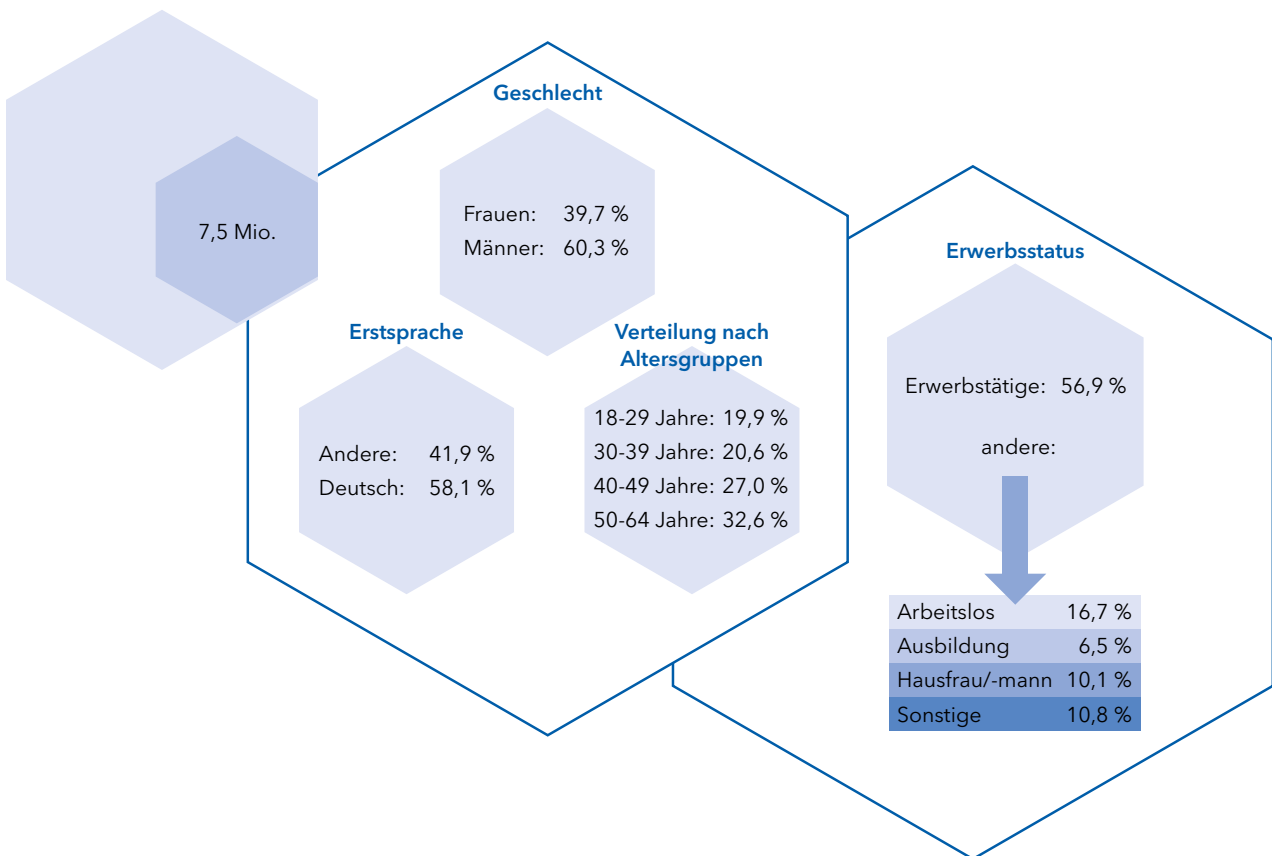 7,5 Mio.
Geschlecht
Frauen: 39,7 %
Männer: 60,3 %
Erstsprache
Andere: 41,9 %
Deutsch: 58,1 %
Verteilung nach
Altersgruppen
18-29 Jahre: 19,9 %
30-39 Jahre: 20,6 %
40-49 Jahre: 27,0 %
50-64 Jahre: 32,6 %
Erwerbsstatus
Erwerbstätige: 56,9 %
andere:
Arbeitslos 16,7 %
Ausbildung 6,5 %
Hausfrau/-mann 10,1 %
Sonstige 10,8 %